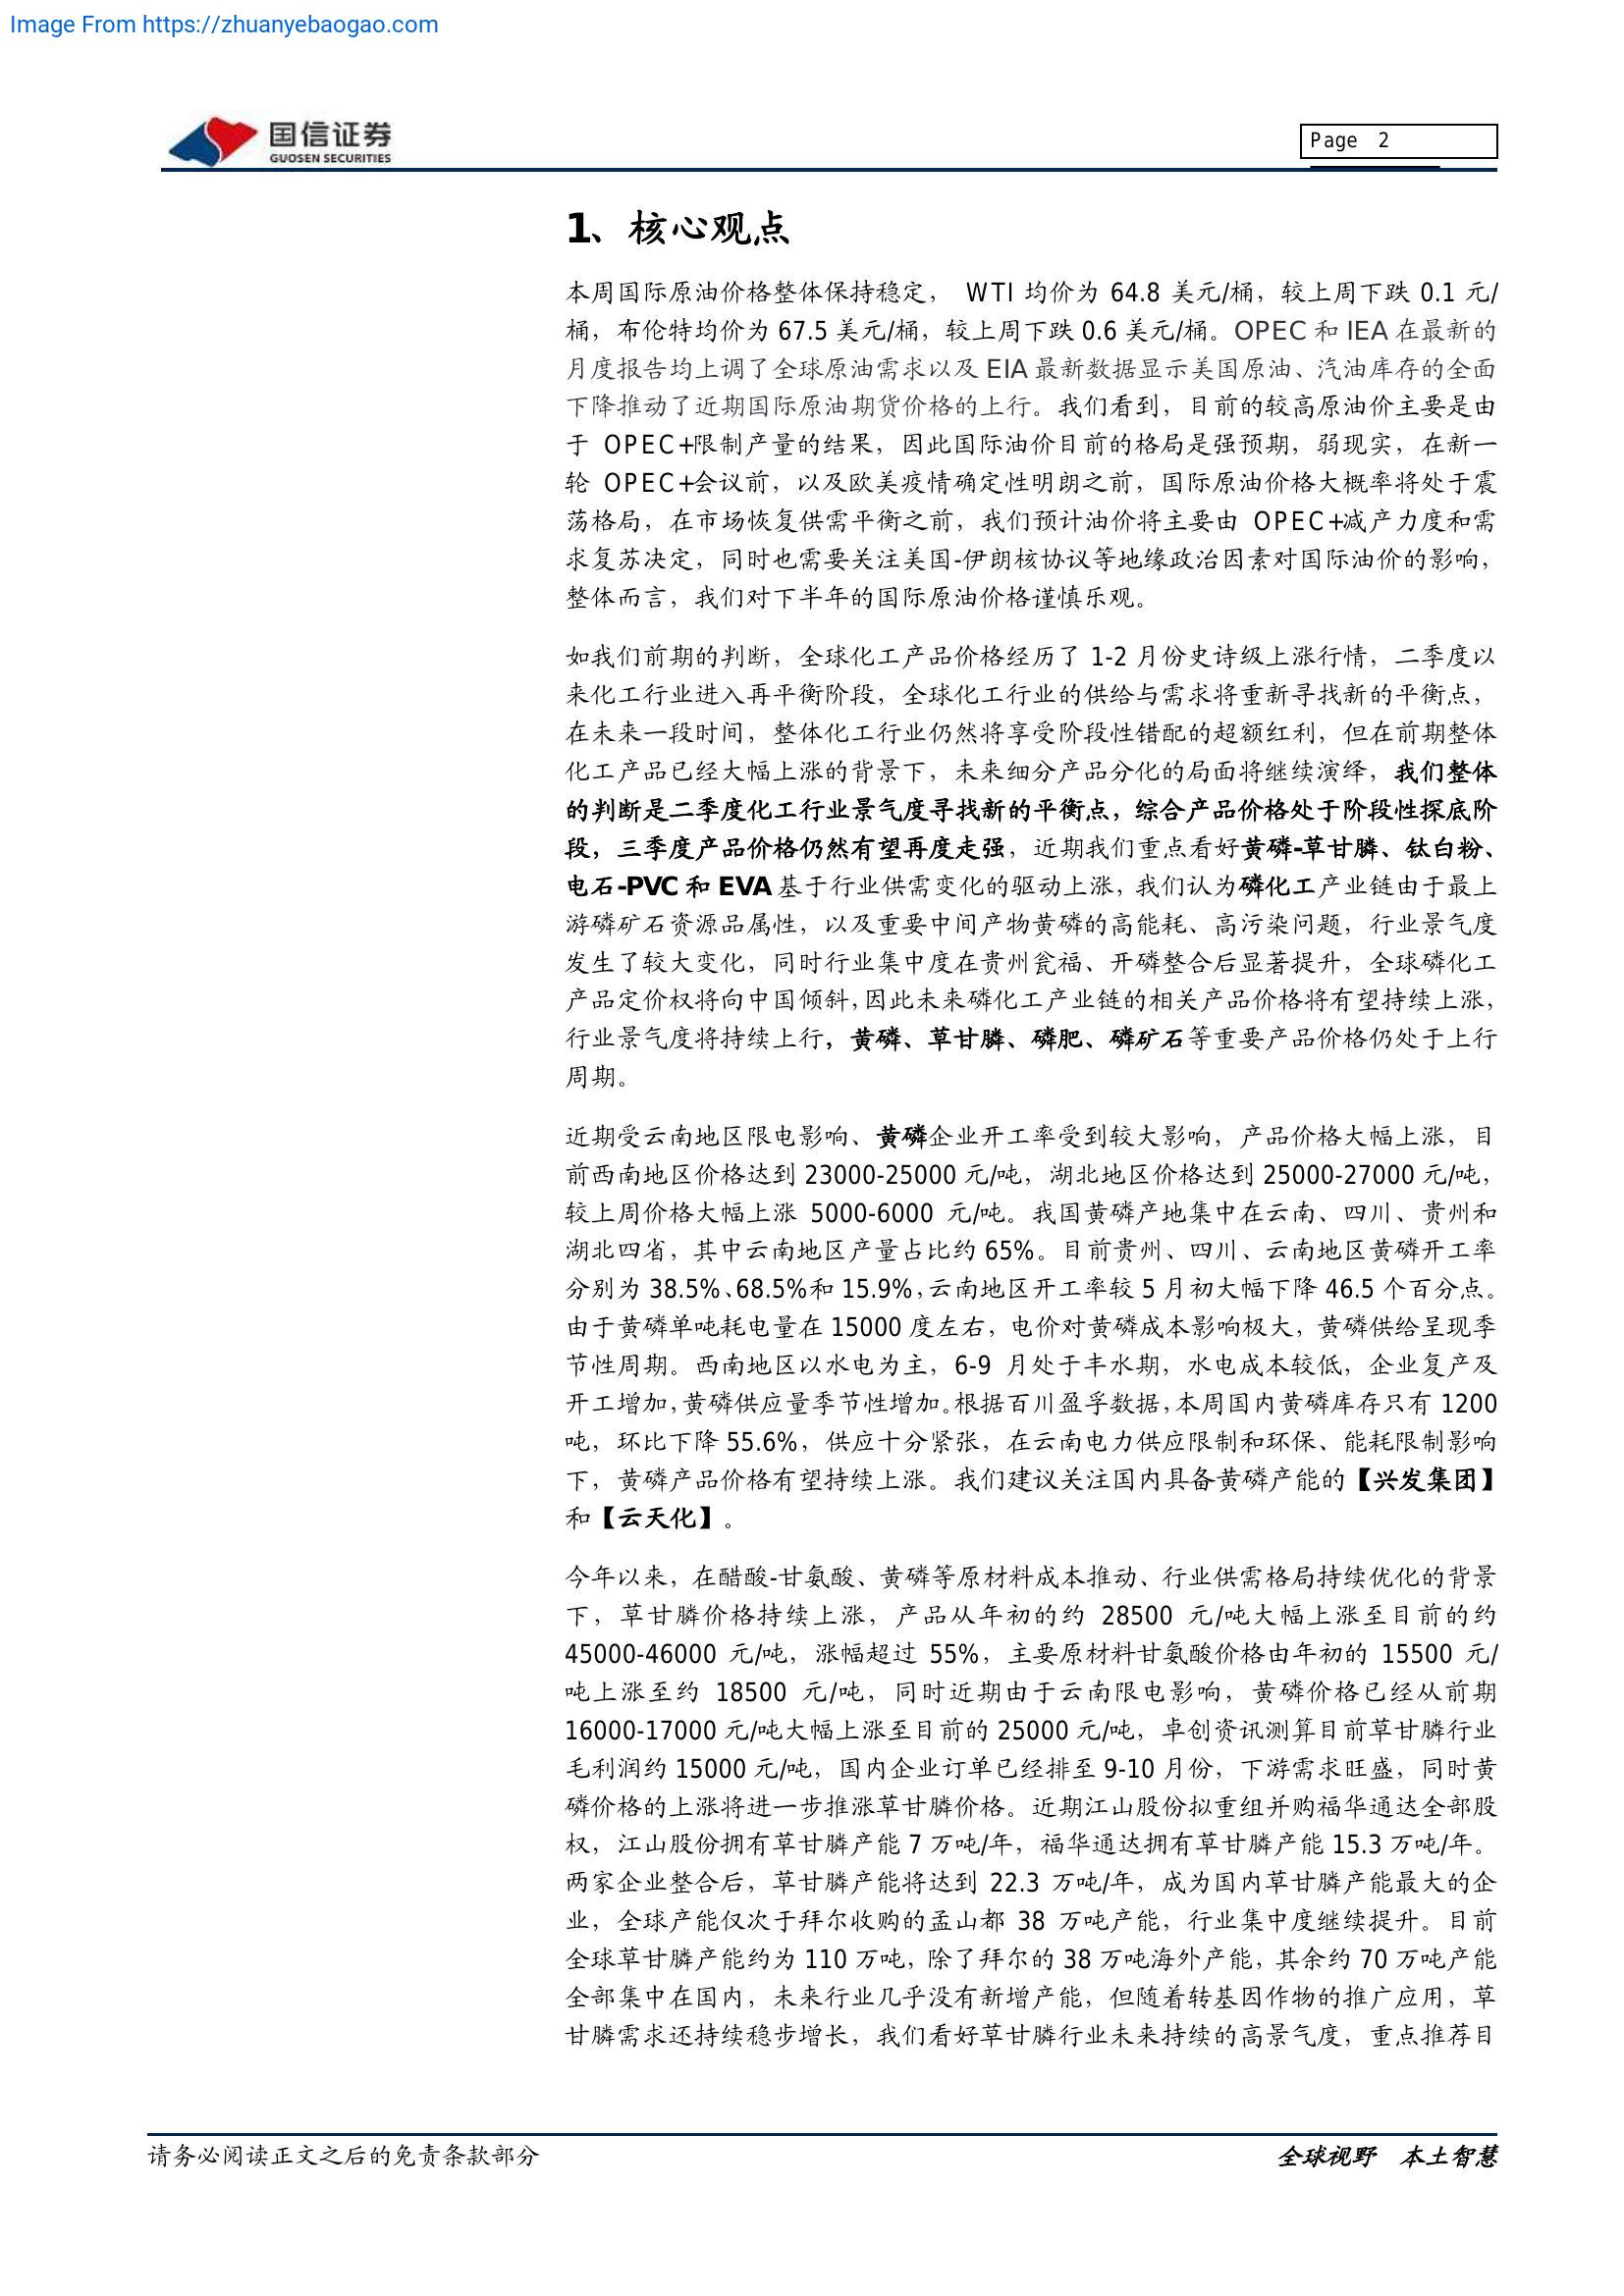 Image From https://zhuanyebaogao.com
国信证券
GUOSEN SECURITIES
Page 2
1、核心观点
本周国际原油价格整体保持稳定， WTI 均价为 64.8 美元/桶，较上周下跌 0.1 元/
桶，布伦特均价为 67.5 美元/桶，较上周下跌 0.6 美元/桶。OPEC 和 IEA 在最新的
月度报告均上调了全球原油需求以及 EIA 最新数据显示美国原油、汽油库存的全面
下降推动了近期国际原油期货价格的上行。我们看到，目前的较高原油价主要是由
于 OPEC+限制产量的结果，因此国际油价目前的格局是强预期，弱现实，在新一
轮 OPEC+会议前，以及欧美疫情确定性明朗之前，国际原油价格大概率将处于震
荡格局，在市场恢复供需平衡之前，我们预计油价将主要由 OPEC+减产力度和需
求复苏决定，同时也需要关注美国-伊朗核协议等地缘政治因素对国际油价的影响，
整体而言，我们对下半年的国际原油价格谨慎乐观。
如我们前期的判断，全球化工产品价格经历了 1-2 月份史诗级上涨行情，二季度以
来化工行业进入再平衡阶段，全球化工行业的供给与需求将重新寻找新的平衡点，
在未来一段时间，整体化工行业仍然将享受阶段性错配的超额红利，但在前期整体
化工产品已经大幅上涨的背景下，未来细分产品分化的局面将继续演绎，我们整体
的判断是二季度化工行业景气度寻找新的平衡点，综合产品价格处于阶段性探底阶
段，三季度产品价格仍然有望再度走强，近期我们重点看好黄磷-草甘膦、钛白粉、
电石-PVC 和 EVA 基于行业供需变化的驱动上涨，我们认为磷化工产业链由于最上
游磷矿石资源品属性，以及重要中间产物黄磷的高能耗、高污染问题，行业景气度
发生了较大变化，同时行业集中度在贵州瓮福、开磷整合后显著提升，全球磷化工
产品定价权将向中国倾斜，因此未来磷化工产业链的相关产品价格将有望持续上涨，
行业景气度将持续上行，黄磷、草甘膦、磷肥、磷矿石等重要产品价格仍处于上行
周期。
近期受云南地区限电影响、黄磷企业开工率受到较大影响，产品价格大幅上涨，目
前西南地区价格达到 23000-25000 元/吨，湖北地区价格达到 25000-27000 元/吨，
较上周价格大幅上涨 5000-6000 元/吨。我国黄磷产地集中在云南、四川、贵州和
湖北四省，其中云南地区产量占比约 65%。目前贵州、四川、云南地区黄磷开工率
分别为 38.5%、68.5%和 15.9%，云南地区开工率较 5 月初大幅下降 46.5 个百分点。
由于黄磷单吨耗电量在 15000 度左右，电价对黄磷成本影响极大，黄磷供给呈现季
节性周期。西南地区以水电为主，6-9 月处于丰水期，水电成本较低，企业复产及
开工增加，黄磷供应量季节性增加。根据百川盈孚数据，本周国内黄磷库存只有 1200
吨，环比下降 55.6%，供应十分紧张，在云南电力供应限制和环保、能耗限制影响
下，黄磷产品价格有望持续上涨。我们建议关注国内具备黄磷产能的【兴发集团】
和【云天化】。
今年以来，在醋酸-甘氨酸、黄磷等原材料成本推动、行业供需格局持续优化的背景
下，草甘膦价格持续上涨，产品从年初的约 28500 元/吨大幅上涨至目前的约
45000-46000 元/吨，涨幅超过 55%，主要原材料甘氨酸价格由年初的 15500 元/
吨上涨至约 18500 元/吨，同时近期由于云南限电影响，黄磷价格已经从前期
16000-17000 元/吨大幅上涨至目前的 25000 元/吨，卓创资讯测算目前草甘膦行业
毛利润约 15000 元/吨，国内企业订单已经排至 9-10 月份，下游需求旺盛，同时黄
磷价格的上涨将进一步推涨草甘膦价格。近期江山股份拟重组并购福华通达全部股
权，江山股份拥有草甘膦产能 7 万吨/年，福华通达拥有草甘膦产能 15.3 万吨/年。
两家企业整合后，草甘膦产能将达到 22.3 万吨/年，成为国内草甘膦产能最大的企
业，全球产能仅次于拜尔收购的孟山都 38 万吨产能，行业集中度继续提升。目前
全球草甘膦产能约为 110 万吨，除了拜尔的 38 万吨海外产能，其余约 70 万吨产能
全部集中在国内，未来行业几乎没有新增产能，但随着转基因作物的推广应用，草
甘膦需求还持续稳步增长，我们看好草甘膦行业未来持续的高景气度，重点推荐目
请务必阅读正文之后的免责条款部分
全球视野 本土智慧